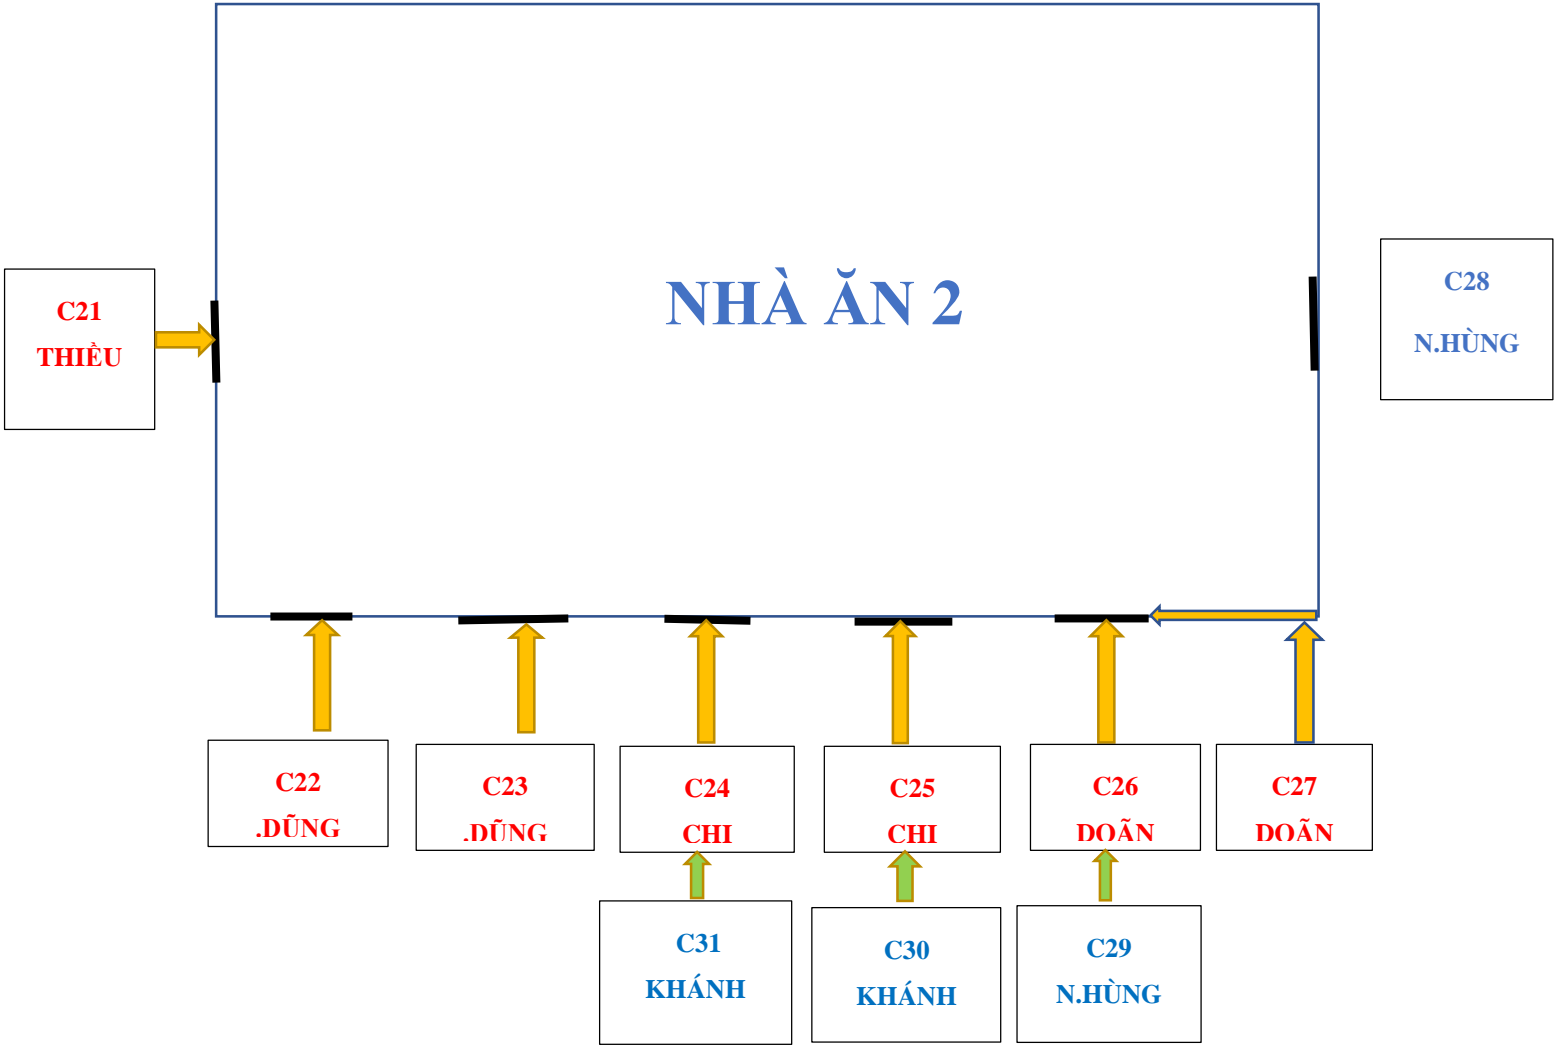 NHÀ ĂN 2
C21
THIỀU
C28
N.HÙNG
C22
.DŨNG
C23
.DŨNG
C24
CHI
C25
CHI
C26
DOÃN
C27
DOÃN
C31
KHÁNH
C30
KHÁNH
C29
N.HÙNG